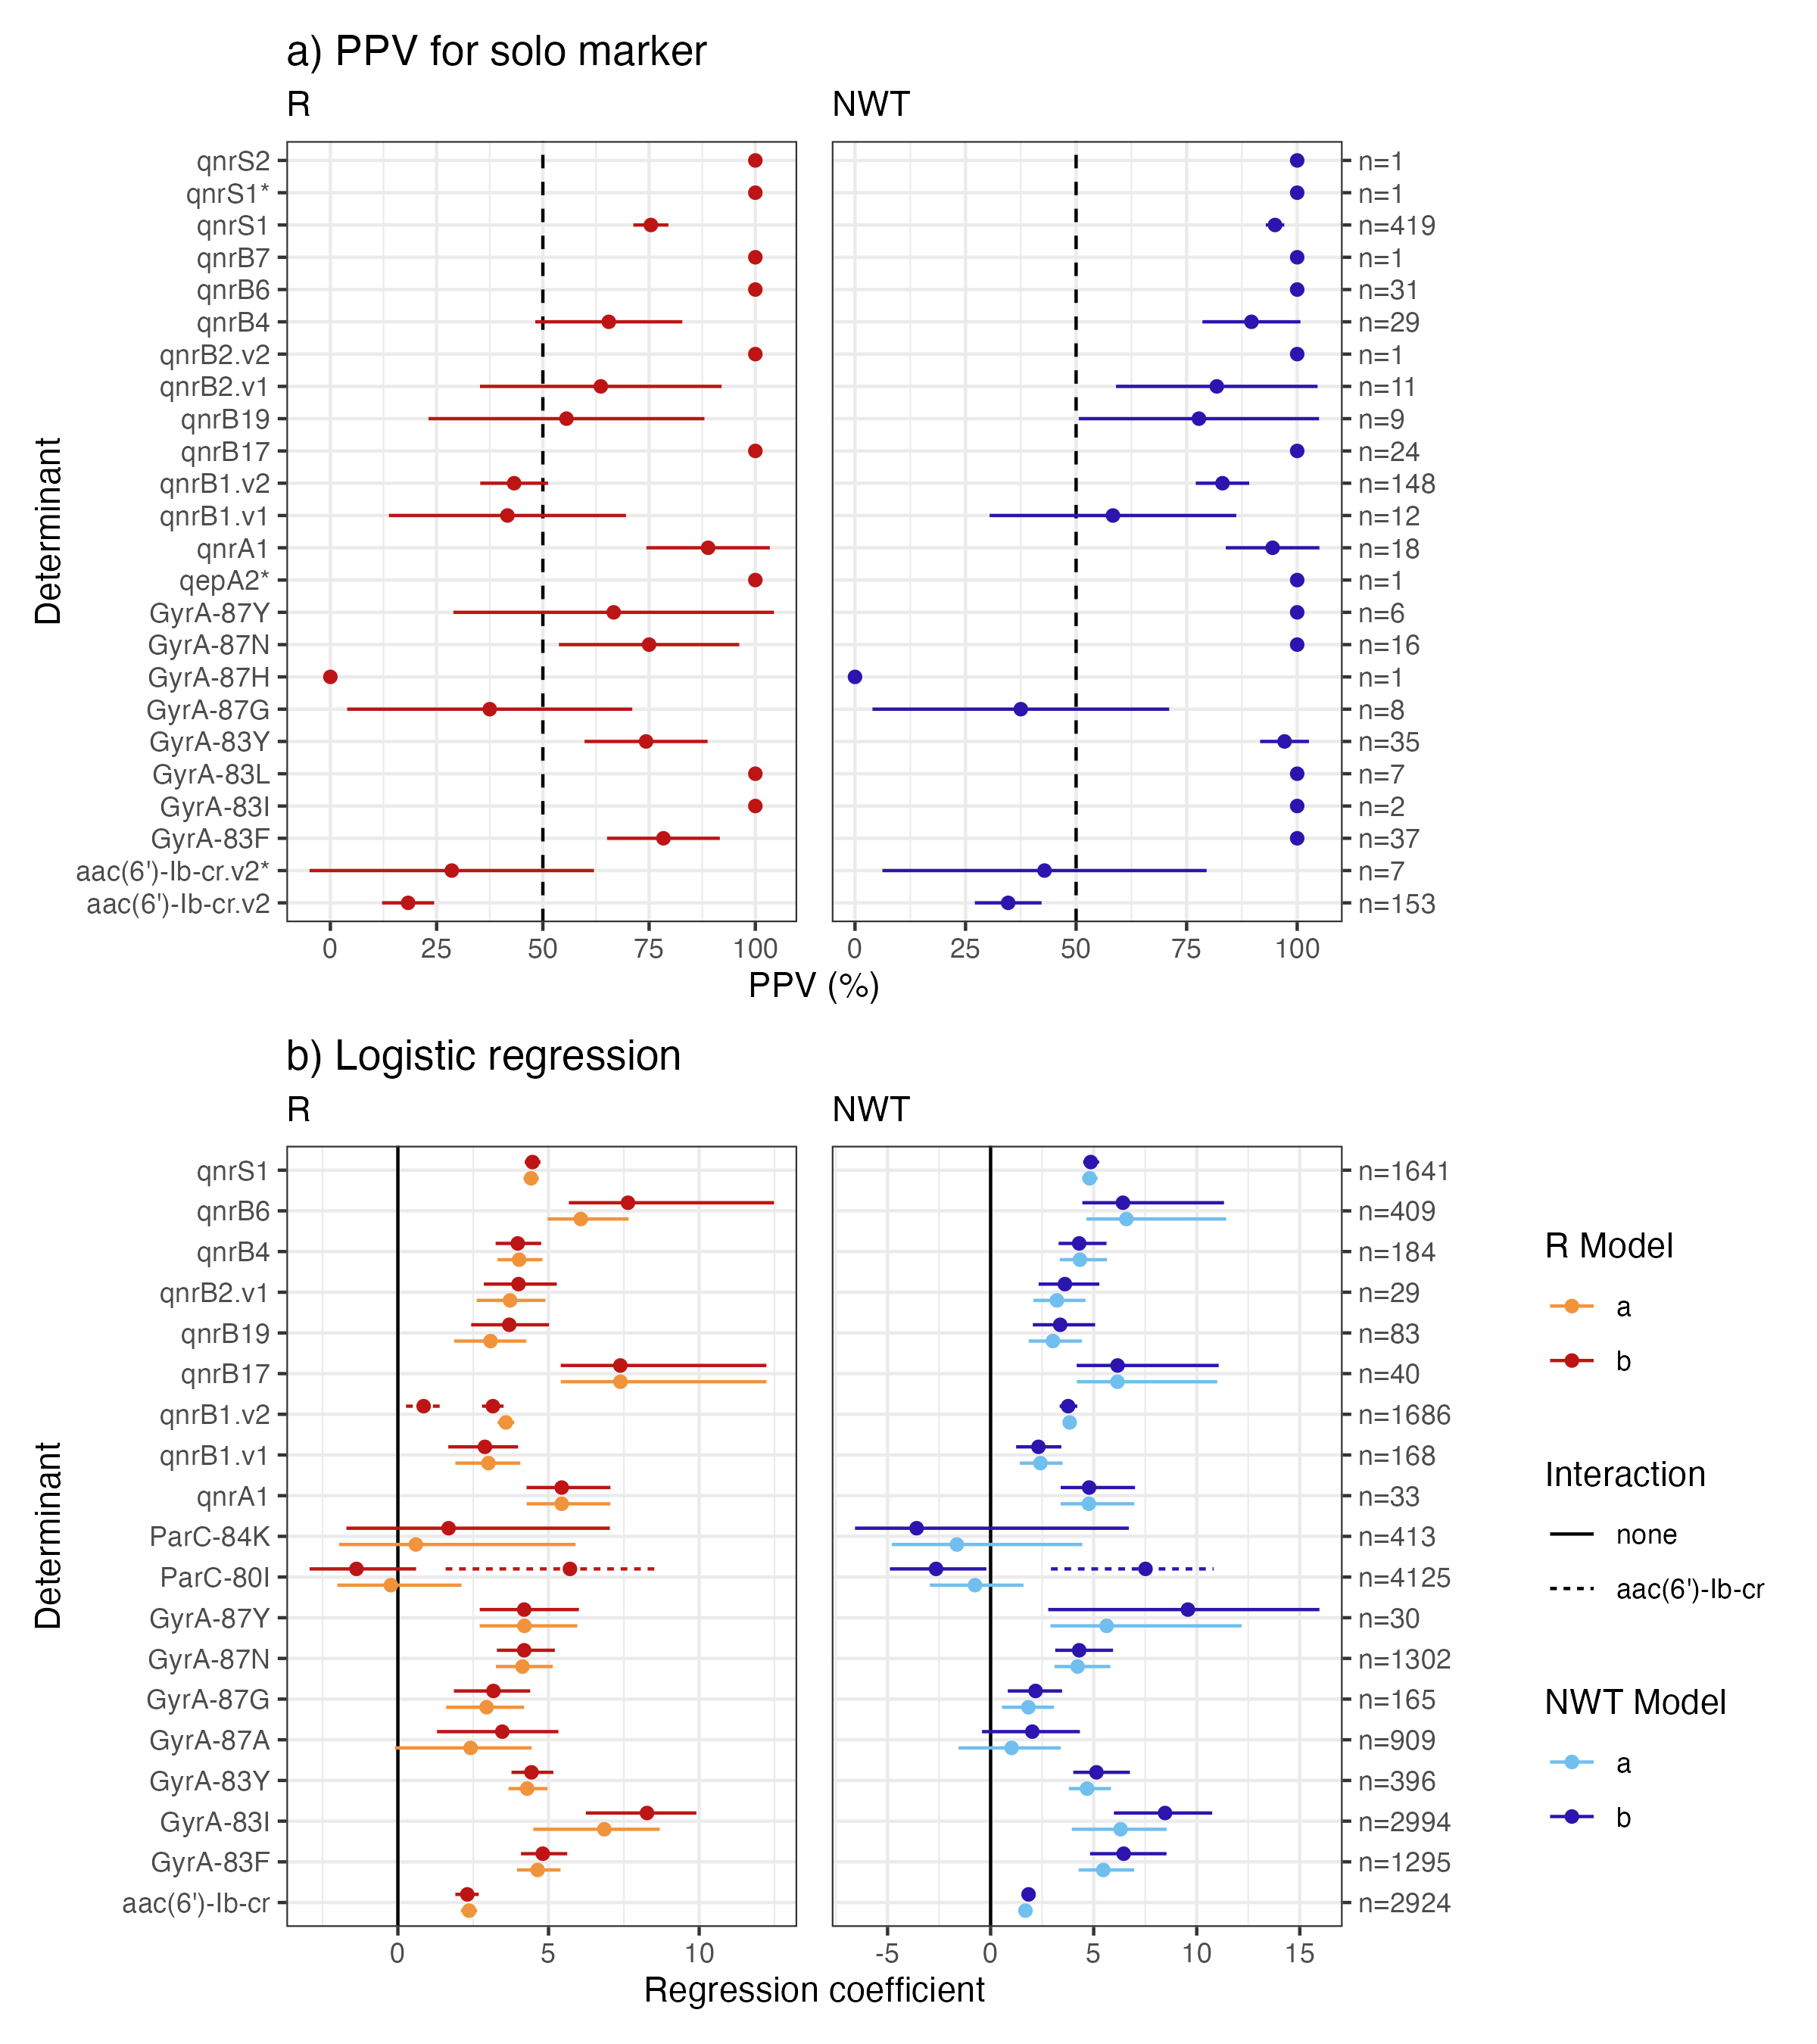 a) PPV for solo marker
R NWT
Determinant
qnrS2 n=1
qnrS1* n=1
qnrS1 n=419
qnrB7 n=1
qnrB6 n=31
qnrB4 n=29
qnrB2.v2 n=1
qnrB2.v1 n=11
qnrB19 n=9
qnrB17 n=24
qnrB1.v2 n=148
qnrB1.v1 n=12
qnrA1 n=18
qepA2* n=1
GyrA-87Y n=6
GyrA-87N n=16
GyrA-87H n=1
GyrA-87G n=8
GyrA-83Y n=35
GyrA-83L n=7
GyrA-83I n=2
GyrA-83F n=37
aac(6')-Ib-cr.v2* n=7
aac(6')-Ib-cr.v2 n=153
0 25 50 75 100 0 25 50 75 100
PPV (%)
b) Logistic regression
R NWT
Determinant
qnrS1 n=1641
qnrB6 n=409
qnrB4 n=184
qnrB2.v1 n=29
qnrB19 n=83
qnrB17 n=40
qnrB1.v2 n=1686
qnrB1.v1 n=168
qnrA1 n=33
ParC-84K n=413
ParC-80I n=4125
GyrA-87Y n=30
GyrA-87N n=1302
GyrA-87G n=165
GyrA-87A n=909
GyrA-83Y n=396
GyrA-83I n=2994
GyrA-83F n=1295
aac(6')-Ib-cr n=2924
0 5 10 -5 0 5 10 15
Regression coefficient
R Model
a
b
Interaction
none
aac(6')-Ib-cr
NWT Model
a
b